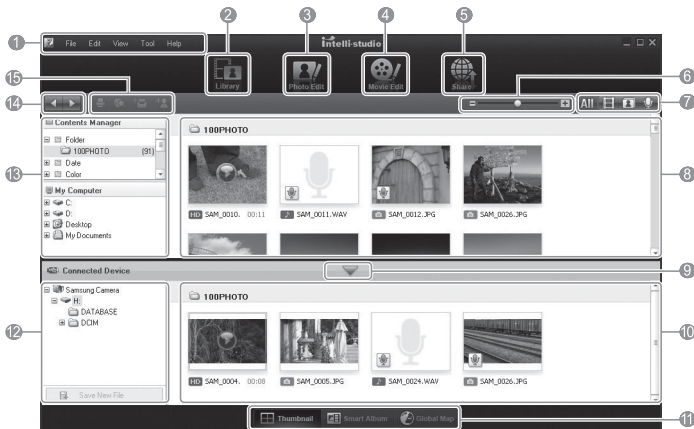 1 File Edit View Tool Help
2 3 4 5
intelli-studio
Library Photo Edit Movie Edit Share
15 6
14 All 7
Contents Manager
Folder
100PHOTO (91)
Date
Color
13
My Computer
C:
D:
Desktop
My Documents
100PHOTO
HD SAM_0010. 00:11 SAM_0011.WAV SAM_0012.JPG SAM_0026.JPG
8
Connected Device 9
Samsung Camera
H:
DATABASE
DCIM
12
Save New File
100PHOTO
HD SAM_0004. 00:08 SAM_0005.JPG SAM_0024.WAV SAM_0026.JPG
10
Thumbnail Smart Album Global Map 11